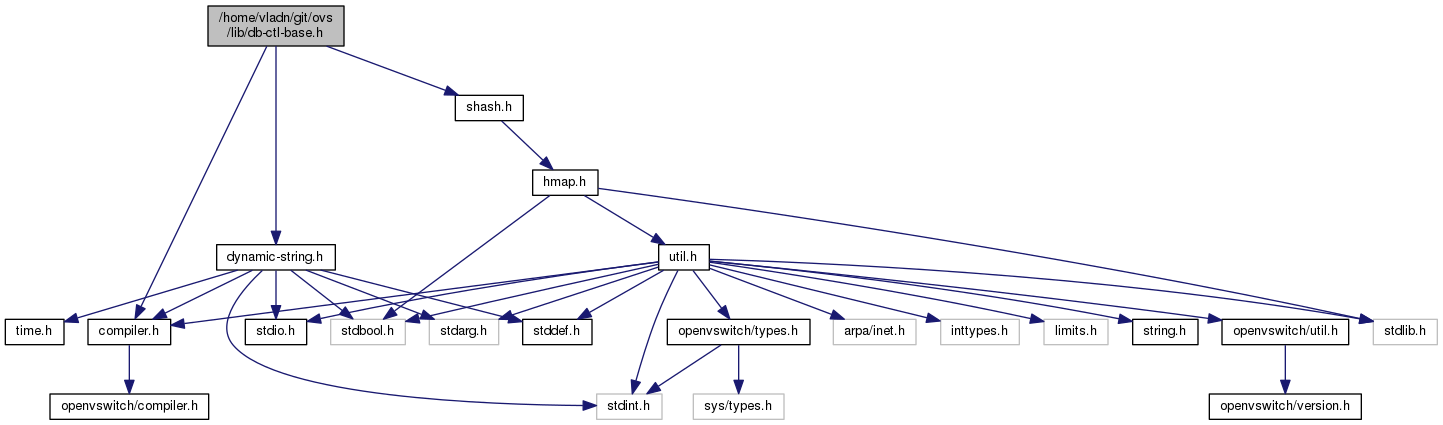 /home/vladn/git/ovs
/lib/db-ctl-base.h
shash.h
hmap.h
dynamic-string.h
util.h
time.h
compiler.h
stdio.h
stdbool.h
stdarg.h
stddef.h
openvswitch/types.h
arpa/inet.h
inttypes.h
limits.h
string.h
openvswitch/util.h
stdlib.h
openvswitch/compiler.h
stdint.h
sys/types.h
openvswitch/version.h